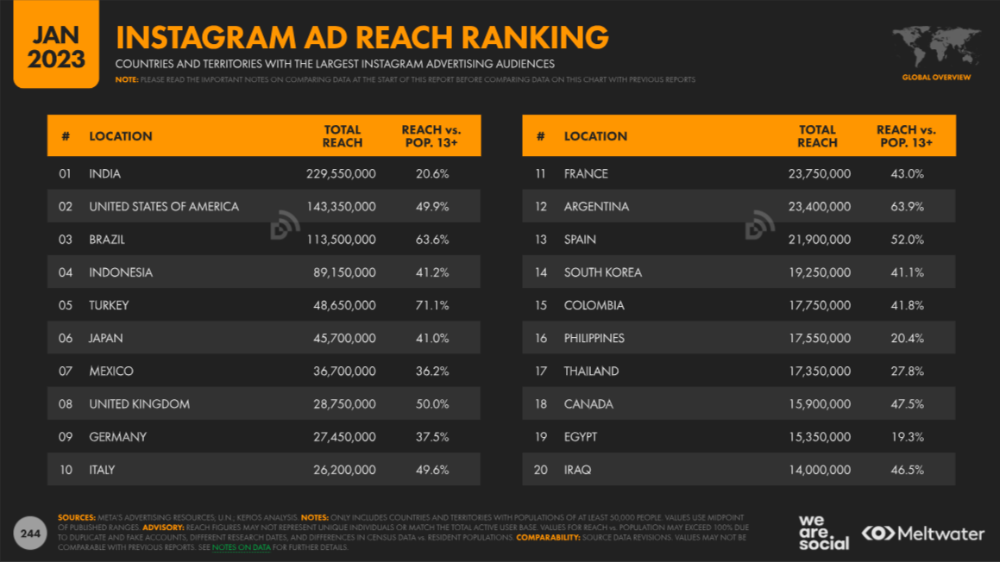 JAN
2023
INSTAGRAM AD REACH RANKING
COUNTRIES AND TERRITORIES WITH THE LARGEST INSTAGRAM ADVERTISING AUDIENCES
NOTE: PLEASE READ THE IMPORTANT NOTES ON COMPARING DATA AT THE START OF THIS REPORT BEFORE COMPARING DATA ON THIS CHART WITH PREVIOUS REPORTS
GLOBAL OVERVIEW
# LOCATION TOTAL REACH REACH vs. POP. 13+
01 INDIA 229,550,000 20.6%
02 UNITED STATES OF AMERICA 143,350,000 49.9%
03 BRAZIL 113,500,000 63.6%
04 INDONESIA 89,150,000 41.2%
05 TURKEY 48,650,000 71.1%
06 JAPAN 45,700,000 41.0%
07 MEXICO 36,700,000 36.2%
08 UNITED KINGDOM 28,750,000 50.0%
09 GERMANY 27,450,000 37.5%
10 ITALY 26,200,000 49.6%
# LOCATION TOTAL REACH REACH vs. POP. 13+
11 FRANCE 23,750,000 43.0%
12 ARGENTINA 23,400,000 63.9%
13 SPAIN 21,900,000 52.0%
14 SOUTH KOREA 19,250,000 41.1%
15 COLOMBIA 17,750,000 41.8%
16 PHILIPPINES 17,550,000 20.4%
17 THAILAND 17,350,000 27.8%
18 CANADA 15,900,000 47.5%
19 EGYPT 15,350,000 19.3%
20 IRAQ 14,000,000 46.5%
244
SOURCES: META'S ADVERTISING RESOURCES; U.N.; KEPIOS ANALYSIS. NOTES: ONLY INCLUDES COUNTRIES AND TERRITORIES WITH POPULATIONS OF AT LEAST 50,000 PEOPLE. VALUES USE MIDPOINT
OF PUBLISHED RANGES. ADVISORY: REACH FIGURES MAY NOT REPRESENT UNIQUE INDIVIDUALS OR MATCH THE TOTAL ACTIVE USER BASE. VALUES FOR REACH vs. POPULATION MAY EXCEED 100% DUE
TO DUPLICATE AND FAKE ACCOUNTS, DIFFERENT RESEARCH DATES, AND DIFFERENCES IN CENSUS DATA vs. RESIDENT POPULATIONS. COMPARABILITY: SOURCE DATA REVISIONS. VALUES MAY NOT BE
COMPARABLE WITH PREVIOUS REPORTS. SEE NOTES ON DATA FOR FURTHER DETAILS.
we
are
social
Meltwater